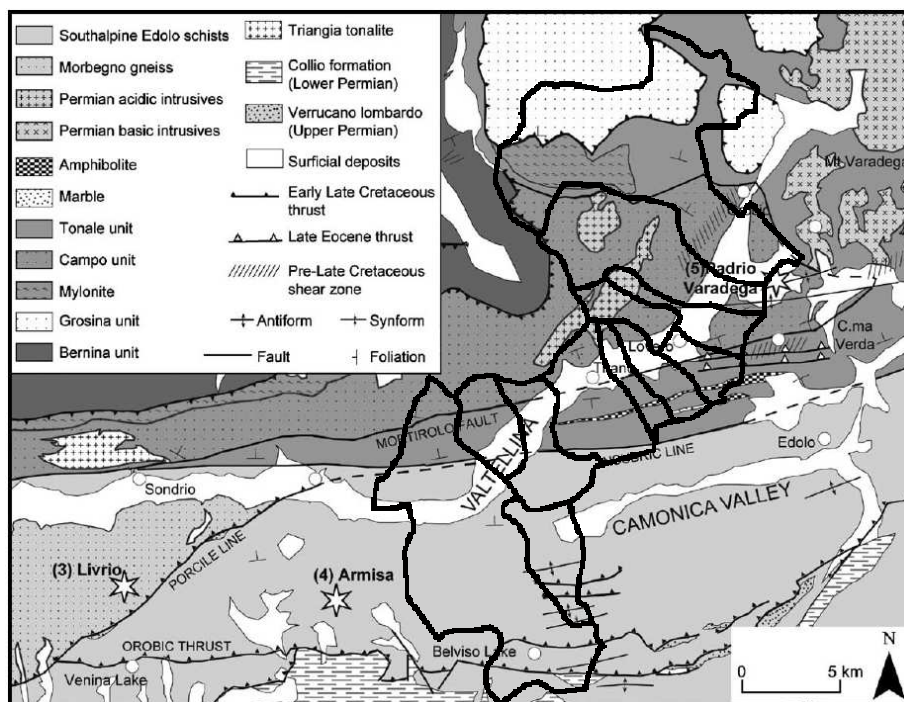 Southalpine Edolo schists
Morbegno gneiss
Permian acidic intrusives
Permian basic intrusives
Amphibolite
Marble
Tonale unit
Campo unit
Mylonite
Grosina unit
Bernina unit
Triangia tonalite
Collio formation
(Lower Permian)
Verrucano lombardo
(Upper Permian)
Surficial deposits
Early Late Cretaceous
thrust
Late Eocene thrust
Pre-Late Cretaceous
shear zone
Antiform
Synform
Fault
Foliation
Varadega
Varadega
C.ma
Verda
MORTIROLO FAULT
LINE
Edolo
VALTELLINA
Sondrio
CAMONICA VALLEY
PORCILE LINE
(3) Livrio
(4) Armisa
OROBIC THRUST
Belviso Lake
Venina Lake
N
0 5 km